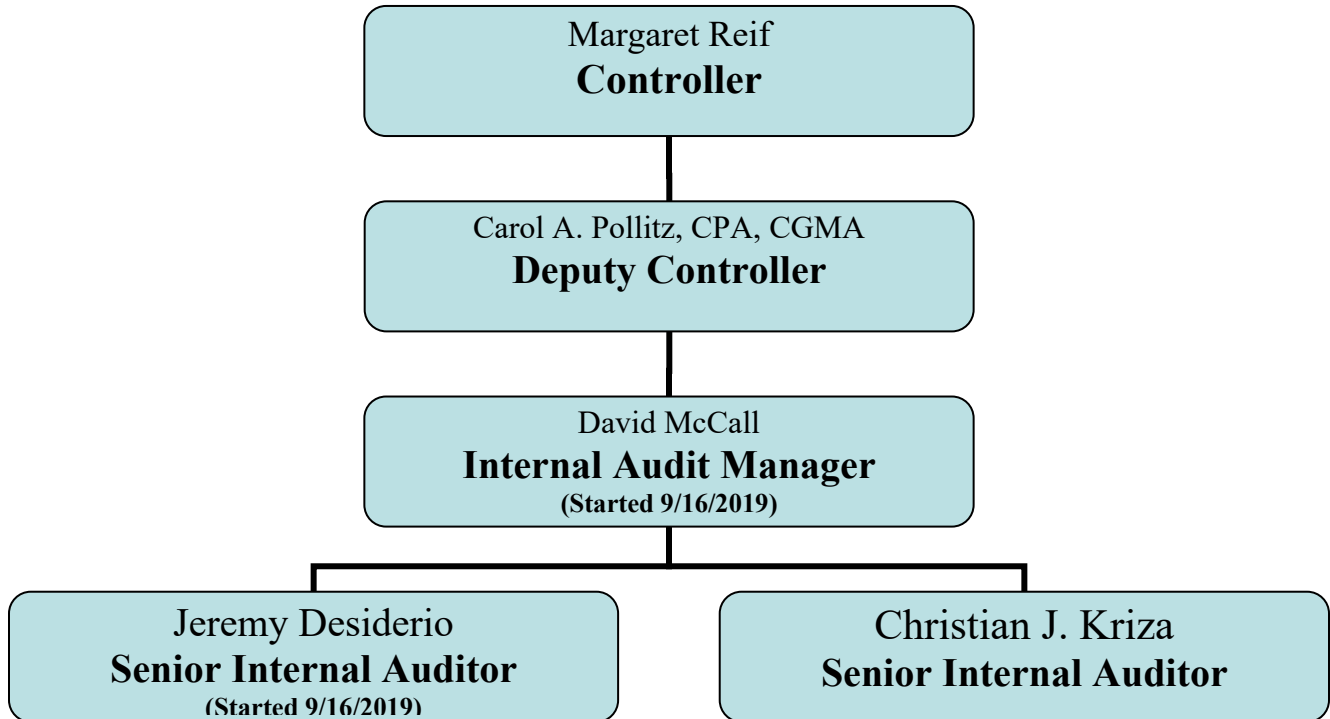 Margaret Reif
Controller
Carol A. Pollitz, CPA, CGMA
Deputy Controller
David McCall
Internal Audit Manager
(Started 9/16/2019)
Jeremy Desiderio
Senior Internal Auditor
(Started 9/16/2019)
Christian J. Kriza
Senior Internal Auditor